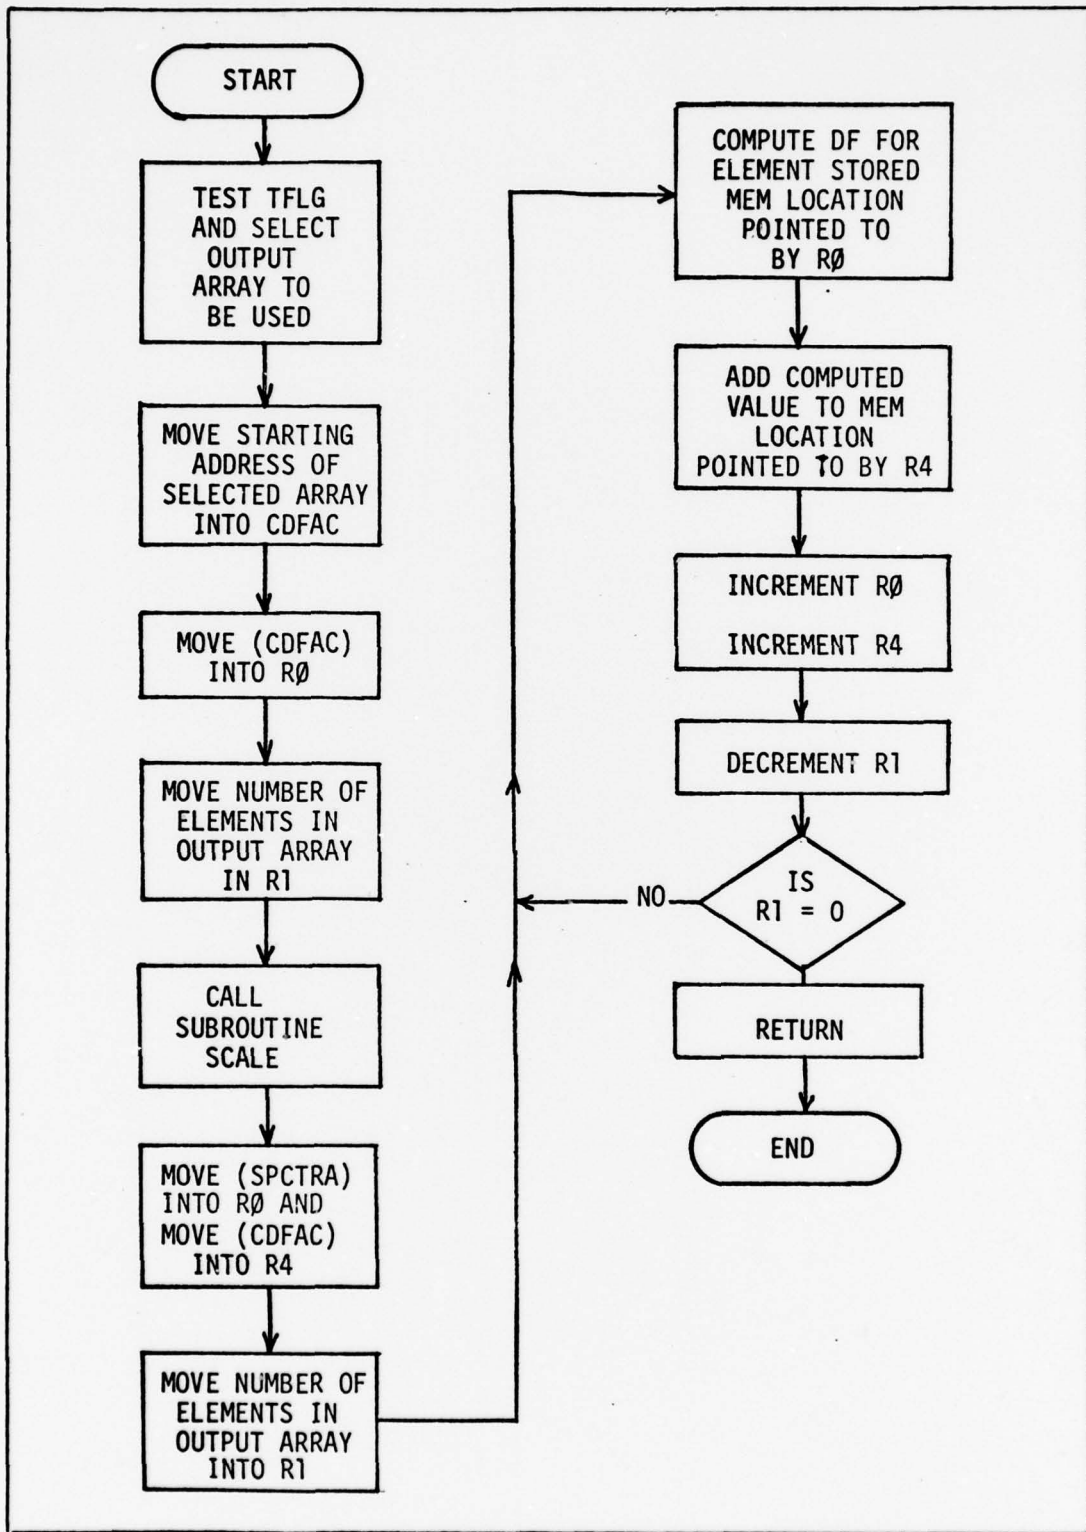 START
TEST TFLG
AND SELECT
OUTPUT
ARRAY TO
BE USED
MOVE STARTING
ADDRESS OF
SELECTED ARRAY
INTO CDFAC
MOVE (CDFAC)
INTO RØ
MOVE NUMBER OF
ELEMENTS IN
OUTPUT ARRAY
IN R1
CALL
SUBROUTINE
SCALE
MOVE (SPCTRA)
INTO RØ AND
MOVE (CDFAC)
INTO R4
MOVE NUMBER OF
ELEMENTS IN
OUTPUT ARRAY
INTO R1
COMPUTE DF FOR
ELEMENT STORED
MEM LOCATION
POINTED TO
BY RØ
ADD COMPUTED
VALUE TO MEM
LOCATION
POINTED TO BY R4
INCREMENT RØ
INCREMENT R4
DECREMENT R1
IS
R1 = 0
NO
RETURN
END